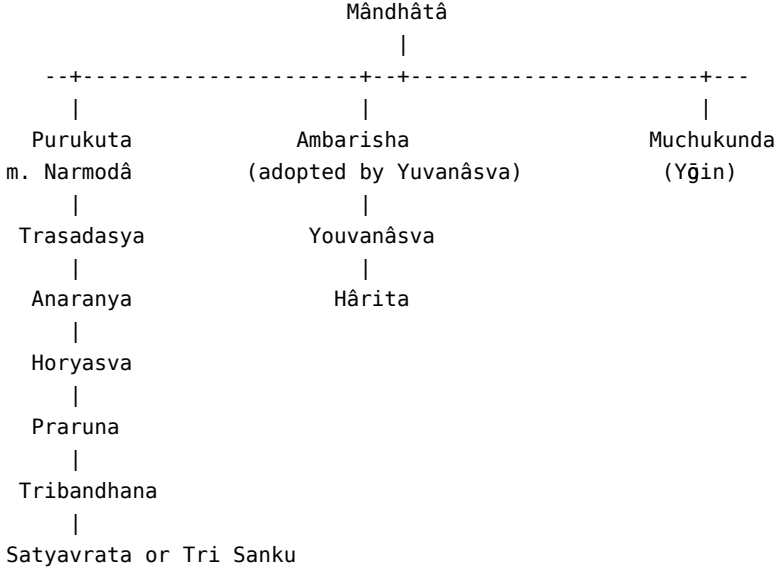 Mândhâtâ
                               |
   --+----------------------+--+-----------------------+---
     |                      |                          |
  Purukuta             Ambarisha                   Muchukunda
m. Narmodâ         (adopted by Yuvanâsva)           (Yōgin)
     |                      |
 Trasadasya             Youvanâsva
     |                      |
  Anaranya                Hârita
     |
  Horyasva
     |
  Praruna
     |
 Tribandhana
     |
Satyavrata or Tri Sanku